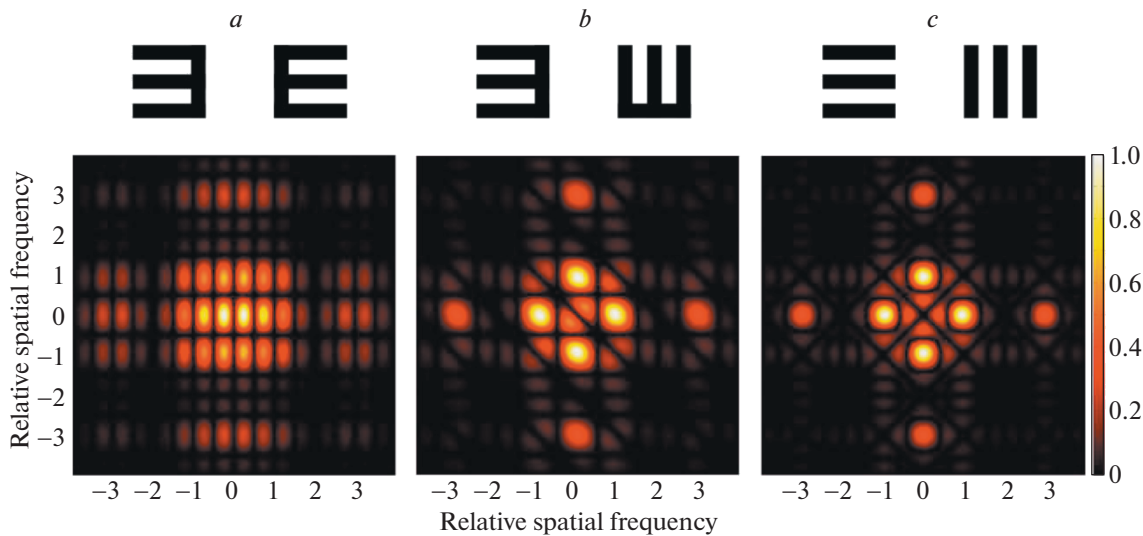 a b c
Relative spatial frequency
3
2
1
0
−1
−2
−3
−3 −2 −1 0 1 2 3
−3 −2 −1 0 1 2 3
−3 −2 −1 0 1 2 3
1.0
0.8
0.6
0.4
0.2
0
Relative spatial frequency